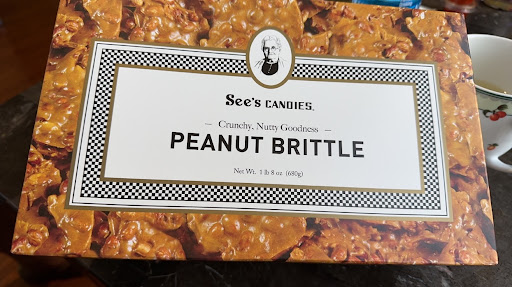 See's CANDIES®
— Crunchy, Nutty Goodness —
PEANUT BRITTLE
Net Wt. 1 lb 8 oz (680g)